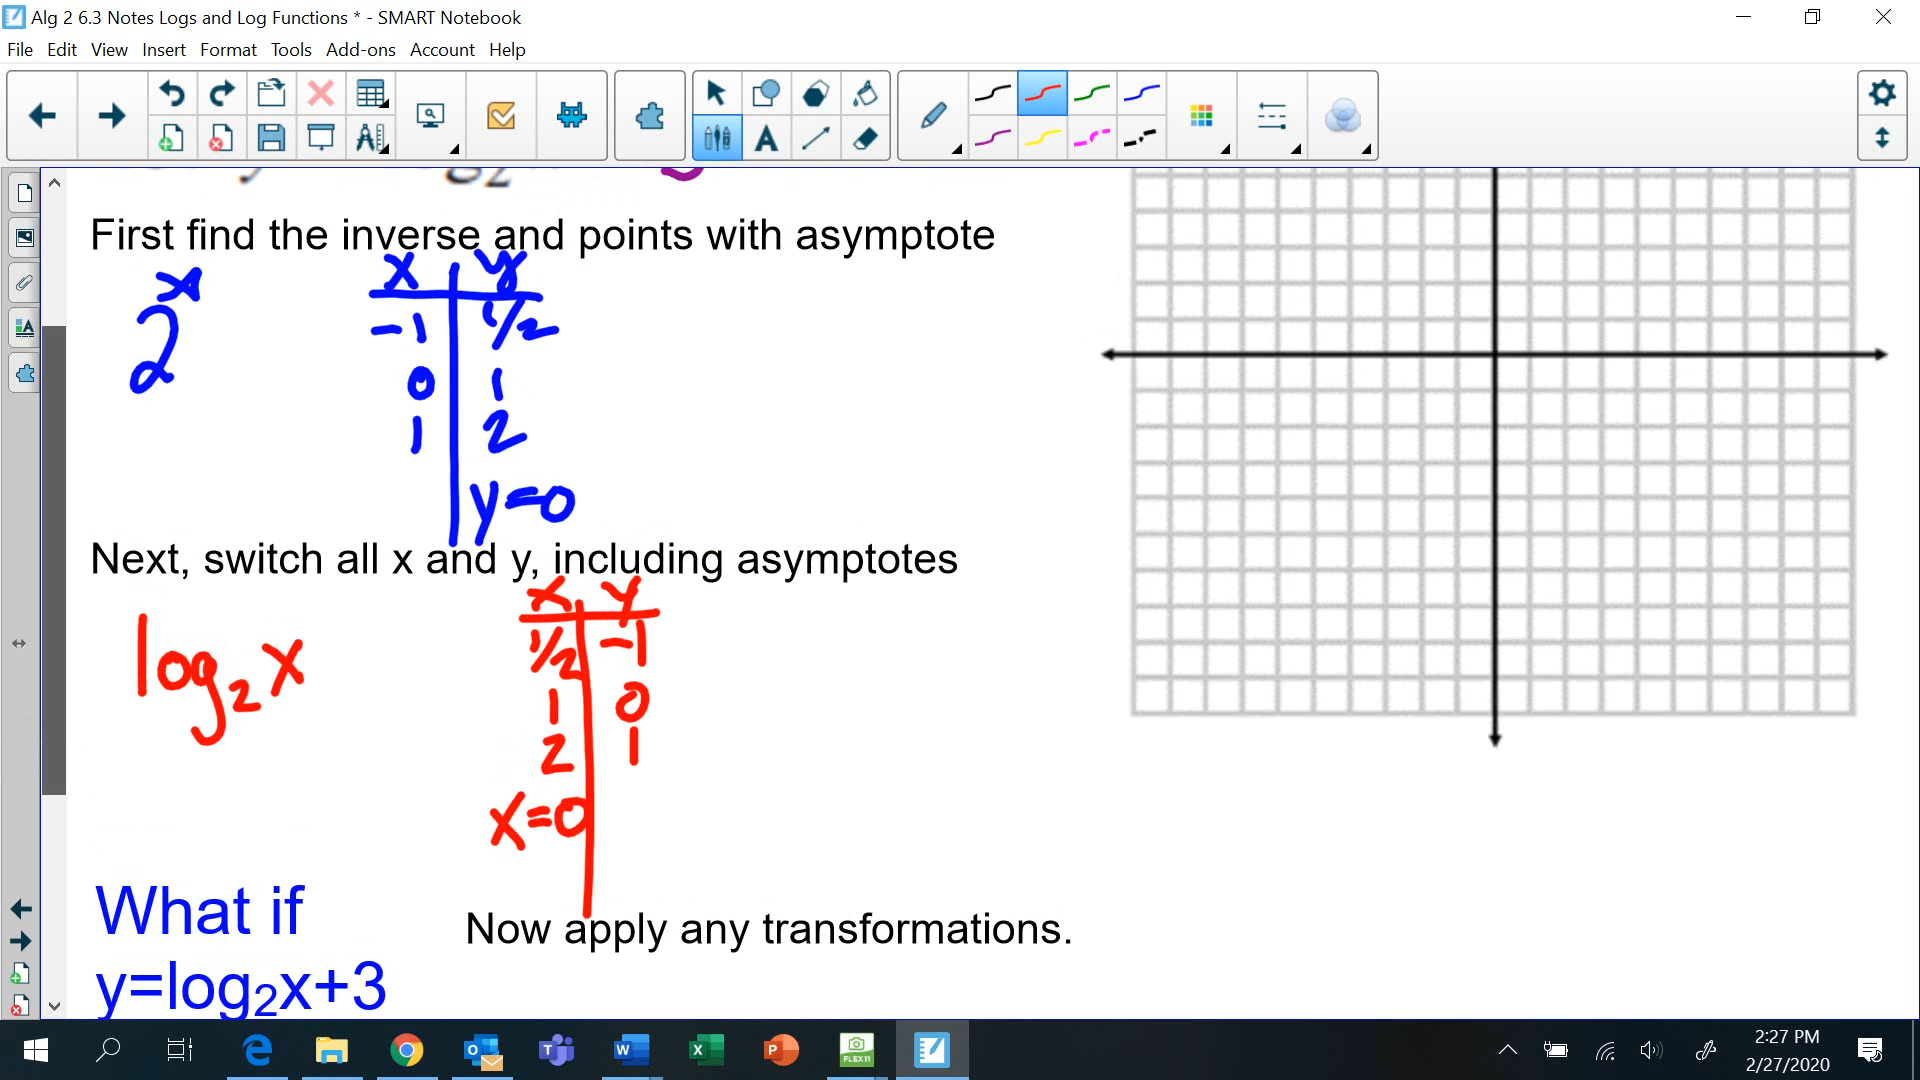 Alg 2 6.3 Notes Logs and Log Functions * - SMART Notebook
File Edit View Insert Format Tools Add-ons Account Help
First find the inverse and points with asymptote
2^x
x y
-1 1/2
0 1
1 2
y=0
Next, switch all x and y, including asymptotes
log₂x
x y
1/2 -1
1 0
2 1
x=0
What if
Now apply any transformations.
y=log₂x+3
2:27 PM
2/27/2020